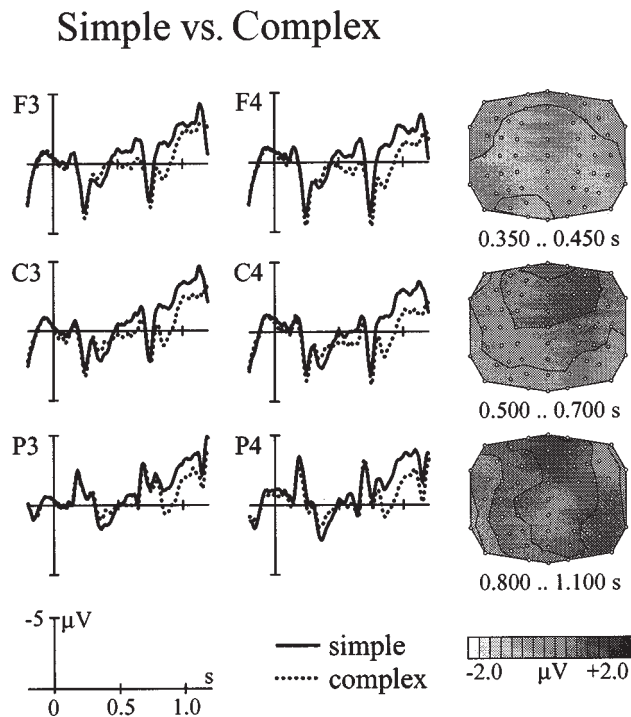 Simple vs. Complex
F3 F4
0.350 .. 0.450 s
C3 C4
0.500 .. 0.700 s
P3 P4
0.800 .. 1.100 s
-5 µV
simple
complex
s
0 0.5 1.0
-2.0 µV +2.0